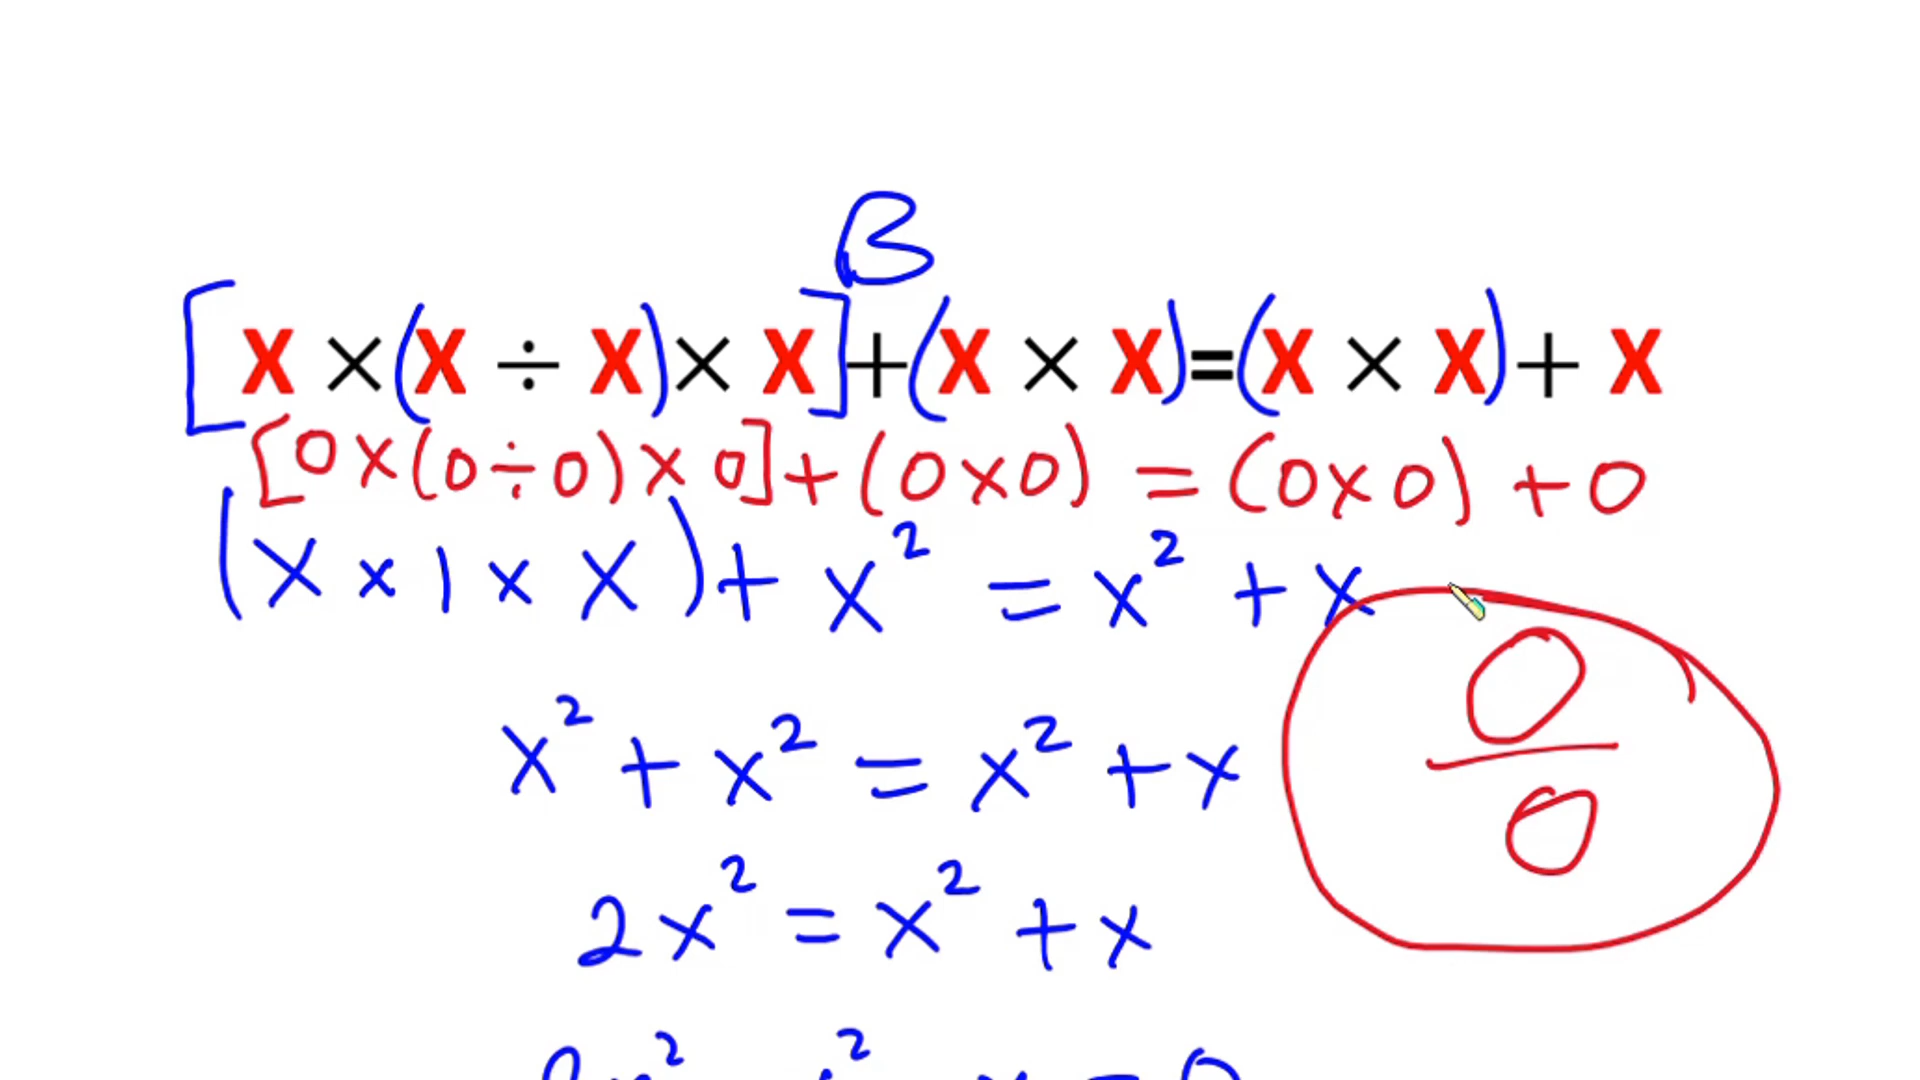 B
[X ×(X ÷ X)× X]+(X × X)=(X × X)+ X
[0×(0÷0)×0]+(0×0) = (0×0) +0
(x × 1 × x)+ x² = x² + x
0
0
x² + x² = x² + x
2x² = x² + x